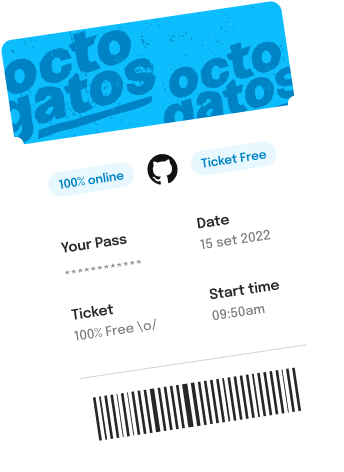 octo
gatos
octo
gatos
100% online
Ticket Free
Your Pass
************
Date
15 set 2022
Ticket
100% Free \o/
Start time
09:50am